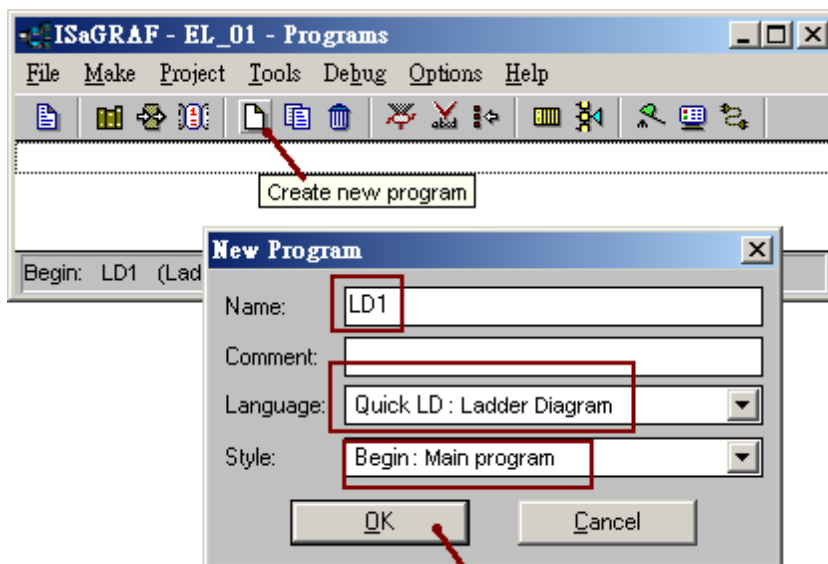 ISaGRAF - EL_01 - Programs
File Make Project Tools Debug Options Help
Create new program
Begin: LD1 (Lad
New Program
Name: LD1
Comment:
Language: Quick LD : Ladder Diagram
Style: Begin : Main program
OK Cancel